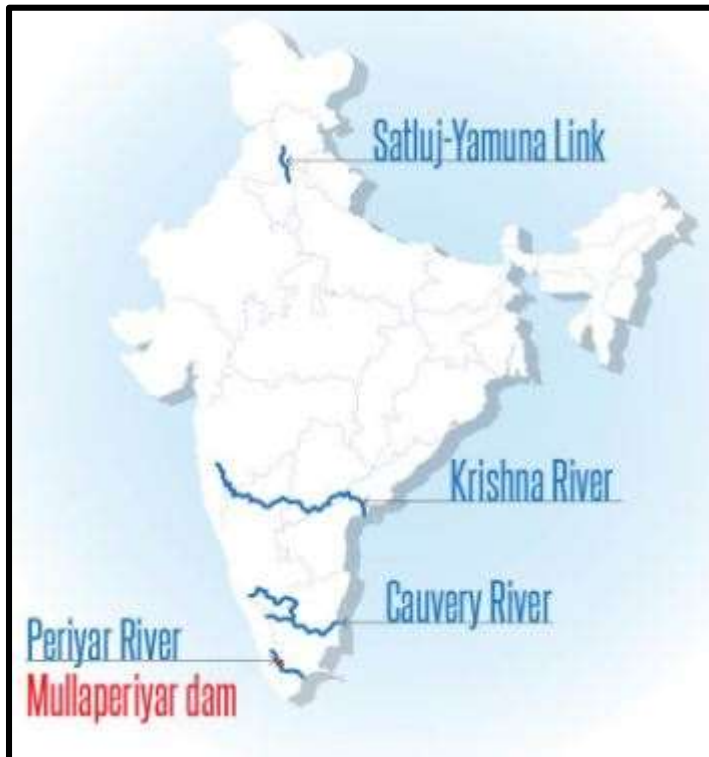 Satluj-Yamuna Link
Krishna River
Cauvery River
Periyar River
Mullaperiyar dam